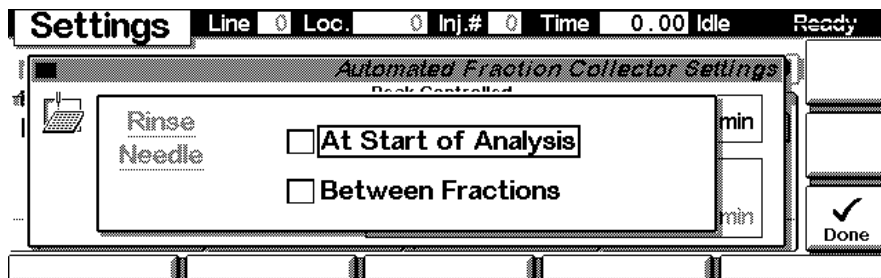 Settings Line 0 Loc. 0 Inj.# 0 Time 0.00 Idle Ready
Automated Fraction Collector Settings
Peak Controlled
Rinse Needle
At Start of Analysis
Between Fractions
min
min
Done